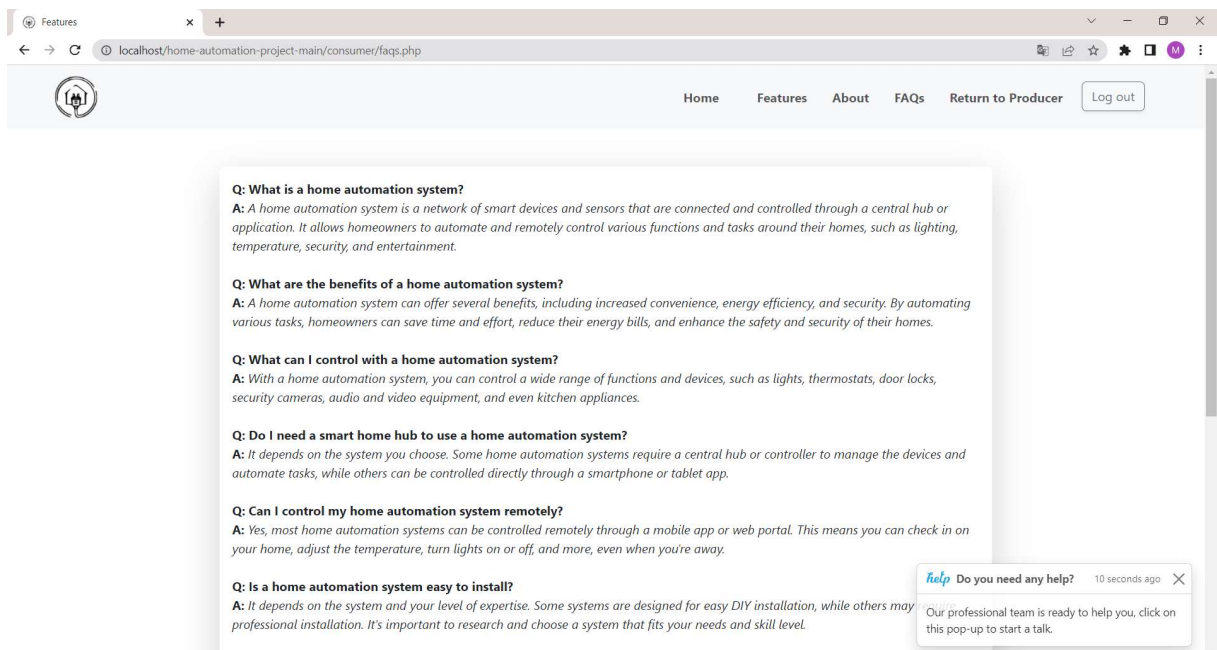 Features
localhost/home-automation-project-main/consumer/faqs.php
M
Home Features About FAQs Return to Producer Log out
Q: What is a home automation system?
A: A home automation system is a network of smart devices and sensors that are connected and controlled through a central hub or
application. It allows homeowners to automate and remotely control various functions and tasks around their homes, such as lighting,
temperature, security, and entertainment.
Q: What are the benefits of a home automation system?
A: A home automation system can offer several benefits, including increased convenience, energy efficiency, and security. By automating
various tasks, homeowners can save time and effort, reduce their energy bills, and enhance the safety and security of their homes.
Q: What can I control with a home automation system?
A: With a home automation system, you can control a wide range of functions and devices, such as lights, thermostats, door locks,
security cameras, audio and video equipment, and even kitchen appliances.
Q: Do I need a smart home hub to use a home automation system?
A: It depends on the system you choose. Some home automation systems require a central hub or controller to manage the devices and
automate tasks, while others can be controlled directly through a smartphone or tablet app.
Q: Can I control my home automation system remotely?
A: Yes, most home automation systems can be controlled remotely through a mobile app or web portal. This means you can check in on
your home, adjust the temperature, turn lights on or off, and more, even when you're away.
Q: Is a home automation system easy to install?
A: It depends on the system and your level of expertise. Some systems are designed for easy DIY installation, while others may require
professional installation. It's important to research and choose a system that fits your needs and skill level.
help Do you need any help? 10 seconds ago
Our professional team is ready to help you, click on
this pop-up to start a talk.